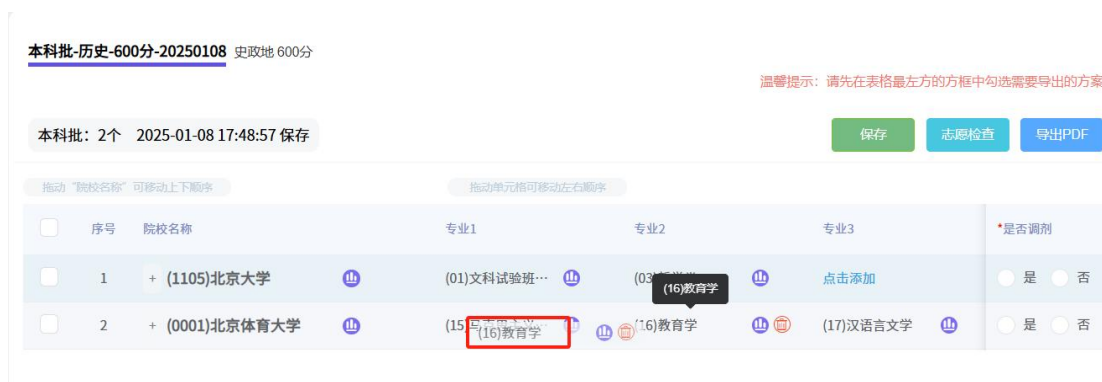 本科批-历史-600分-20250108 史政地 600分
温馨提示：请先在表格最左方的方框中勾选需要导出的方案
本科批：2个 2025-01-08 17:48:57 保存
保存
志愿检查
导出PDF
拖动“院校名称”可移动上下顺序
拖动单元格可移动左右顺序
序号 院校名称 专业1 专业2 专业3 *是否调剂
1 + (1105)北京大学 (01)文科试验班… (03) 点击添加 是 否
(16)教育学
2 + (0001)北京体育大学 (15) (16)教育学 (17)汉语言文学 是 否
(16)教育学